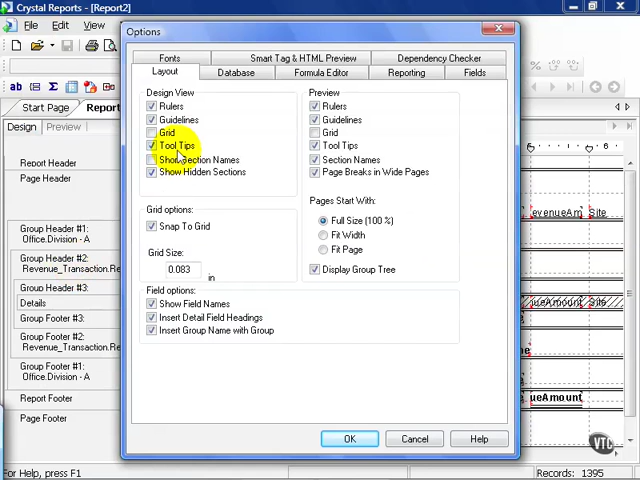 Crystal Reports - [Report2]
File Edit View
Start Page Repor
Design Preview
Report Header
Page Header
Group Header #1:
Office.Division - A
Group Header #2:
Revenue_Transaction.Re
Group Header #3:
Details
Group Footer #3:
Group Footer #2:
Revenue_Transaction.Re
Group Footer #1:
Office.Division - A
Report Footer
Page Footer
For Help, press F1
Options
Fonts Smart Tag & HTML Preview Dependency Checker
Layout Database Formula Editor Reporting Fields
Design View
Rulers
Guidelines
Grid
Tool Tips
Short Section Names
Show Hidden Sections
Grid options:
Snap To Grid
Grid Size:
0.083 in
Field options:
Show Field Names
Insert Detail Field Headings
Insert Group Name with Group
Preview
Rulers
Guidelines
Grid
Tool Tips
Section Names
Page Breaks in Wide Pages
Pages Start With:
Full Size (100 %)
Fit Width
Fit Page
Display Group Tree
OK Cancel Help
evenueAm Site
ueAmount Site
ueAmount
VTC
Records: 1395